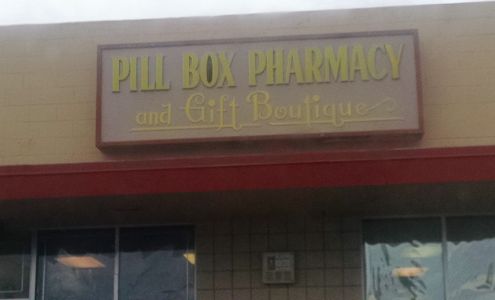 PILL BOX PHARMACY
and Gift Boutique